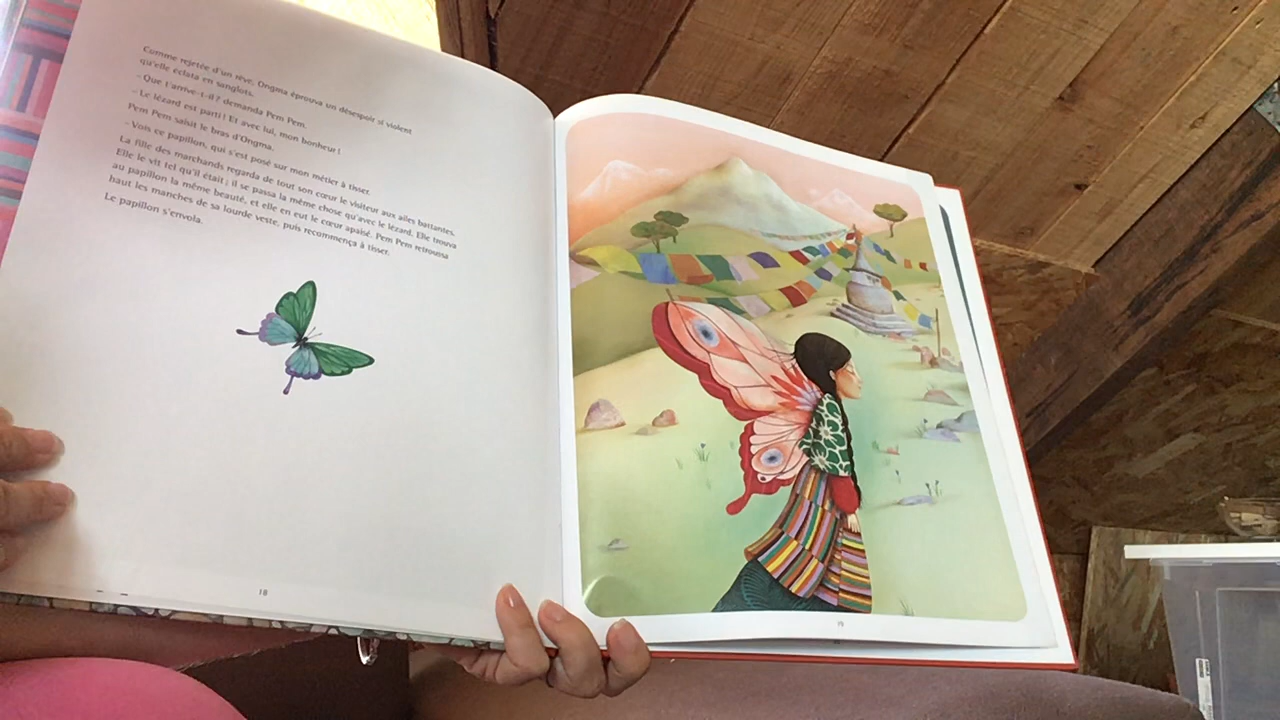 Comme rejetée d'un rêve, Ongma éprouva un désespoir si violent
qu'elle éclata en sanglots.
- Que t'arrive-t-il ? demanda Pem Pem.
- Le lézard est parti ! Et avec lui, mon bonheur !
Pem Pem saisit le bras d'Ongma.
- Vois ce papillon, qui s'est posé sur mon métier à tisser.
La fille des marchands regarda de tout son cœur le visiteur aux ailes battantes.
Elle le vit tel qu'il était ; il se passa la même chose qu'avec le lézard. Elle trouva
au papillon la même beauté, et elle en eut le cœur apaisé. Pem Pem retroussa
haut les manches de sa lourde veste, puis recommença à tisser.
Le papillon s'envola.
18
19